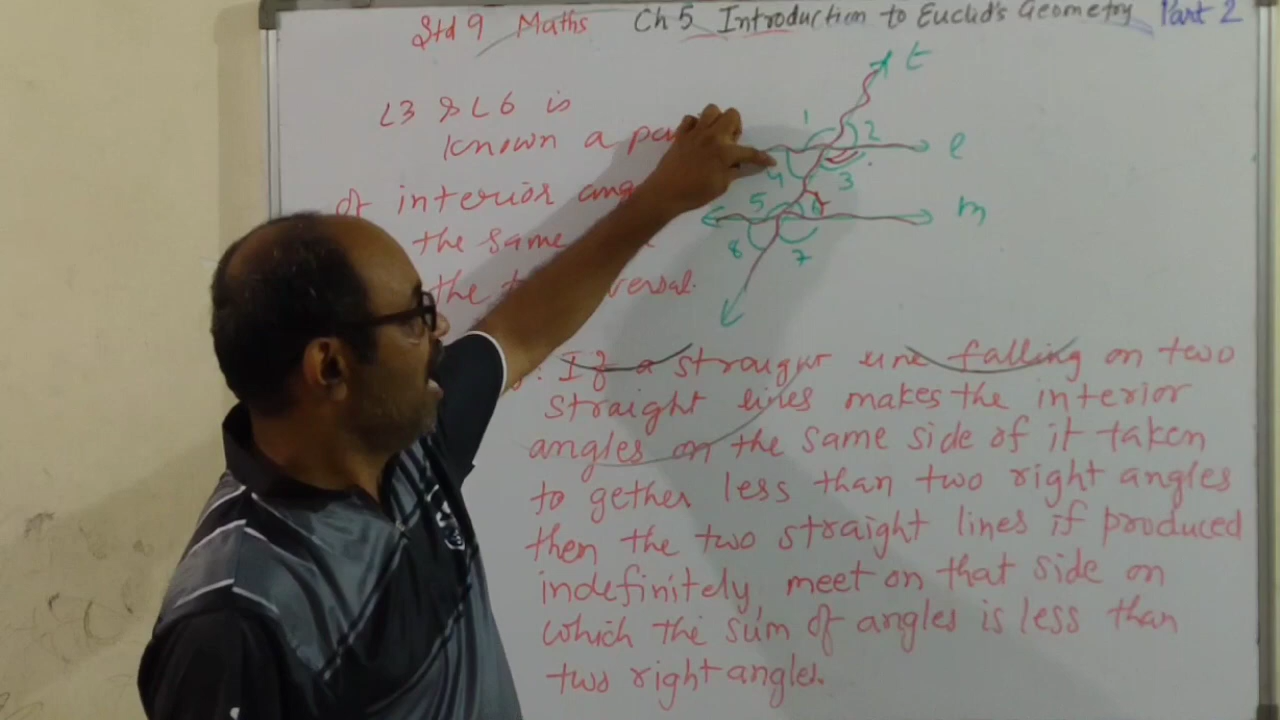 Std 9 Maths Ch 5 Introduction to Euclid's Geometry Part 2
∠3 & ∠6 is
known a
of interior
the same
the
t
1 2
l
4 3
5 6
m
8 7
If a straight line falling on two
straight lines makes the interior
angles on the same side of it taken
to gether less than two right angles
then the two straight lines if produced
indefinitely, meet on that side on
which the sum of angles is less than
two right angles.